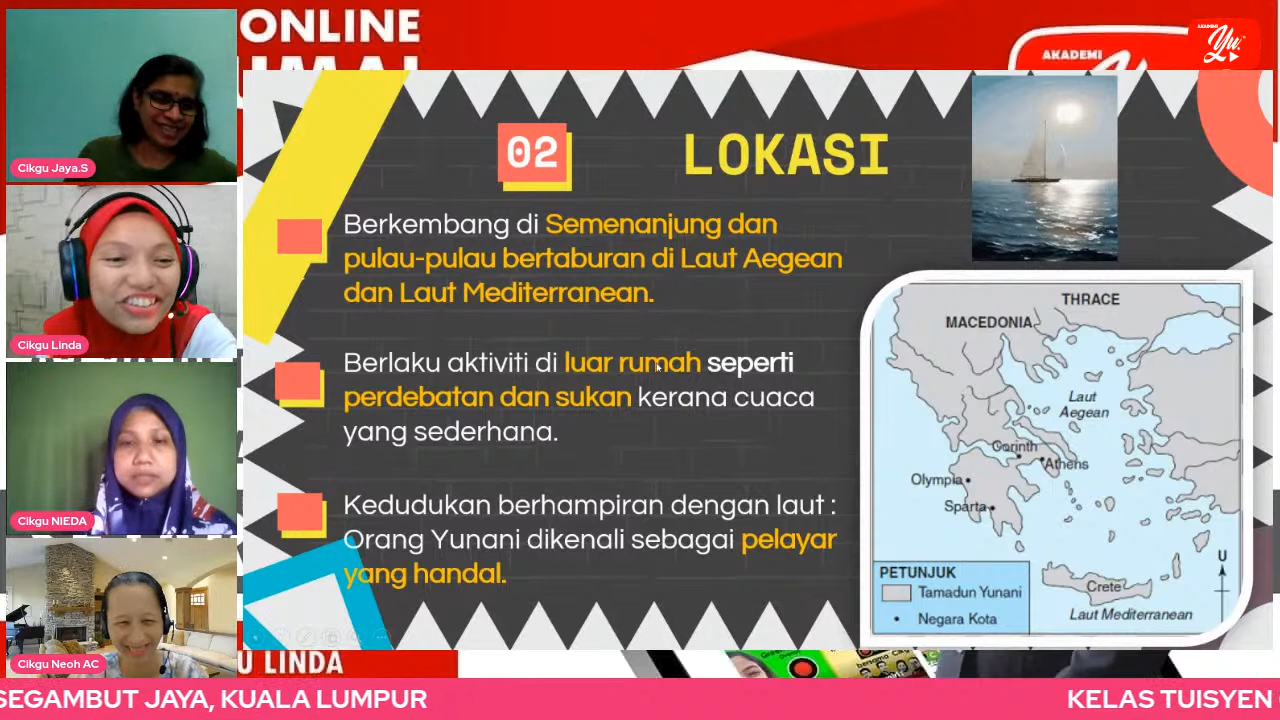 ONLINE
AKADEMI
AKADEMI
Yu
Cikgu Jaya.S
Cikgu Linda
Cikgu NIEDA
Cikgu Neoh AC
02
LOKASI
Berkembang di Semenanjung dan
pulau-pulau bertaburan di Laut Aegean
dan Laut Mediterranean.
Berlaku aktiviti di luar rumah seperti
perdebatan dan sukan kerana cuaca
yang sederhana.
Kedudukan berhampiran dengan laut :
Orang Yunani dikenali sebagai pelayar
yang handal.
THRACE
MACEDONIA
Laut
Aegean
Corinth
Athens
Olympia
Sparta
U
PETUNJUK
Tamadun Yunani
Negara Kota
Crete
Laut Mediterranean
U LINDA
SEGAMBUT JAYA, KUALA LUMPUR
KELAS TUISYEN